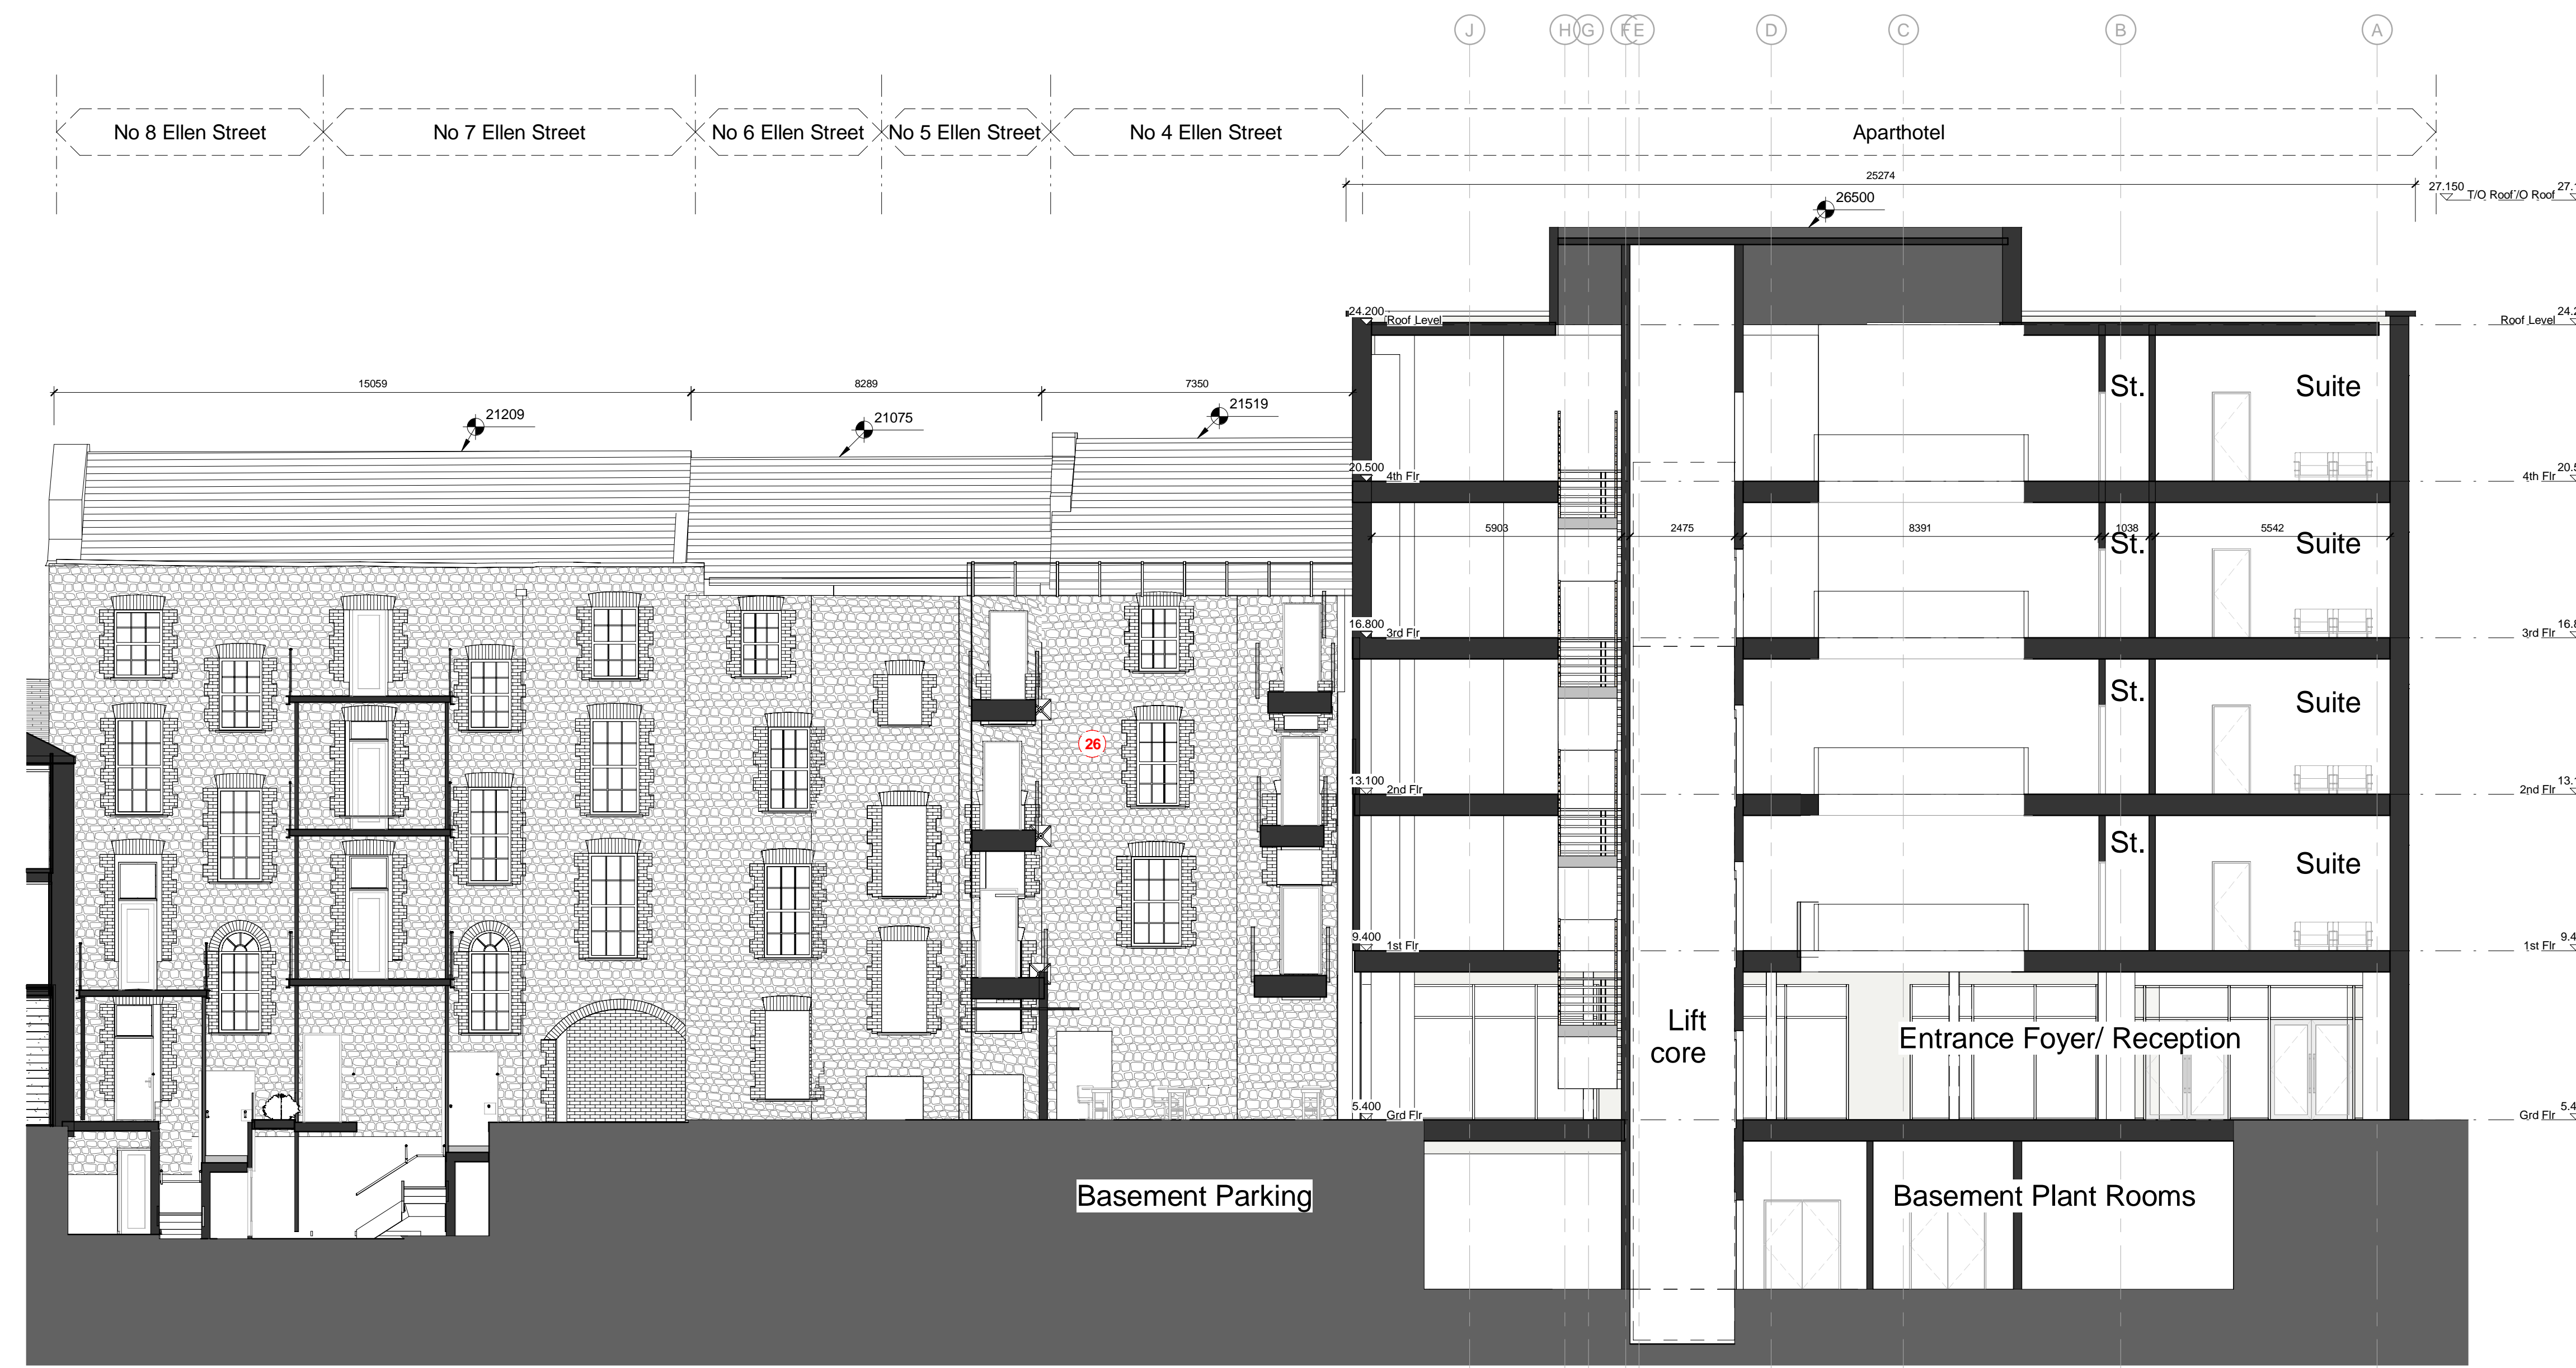 J H G F E D C B A
No 8 Ellen Street No 7 Ellen Street No 6 Ellen Street No 5 Ellen Street No 4 Ellen Street Aparthotel
25274
27.150 T/O Roof
26500
24.200 Roof Level
Roof Level
15059 8289 7350
21209 21075 21519
St. Suite
20.500 4th Flr
4th Flr
5903 2475 8391 1038 5542
St. Suite
16.800 3rd Flr
3rd Flr
St. Suite
26
13.100 2nd Flr
2nd Flr
St. Suite
9.400 1st Flr
1st Flr
Lift
core
Entrance Foyer/ Reception
5.400 Grd Flr
Grd Flr
Basement Parking
Basement Plant Rooms